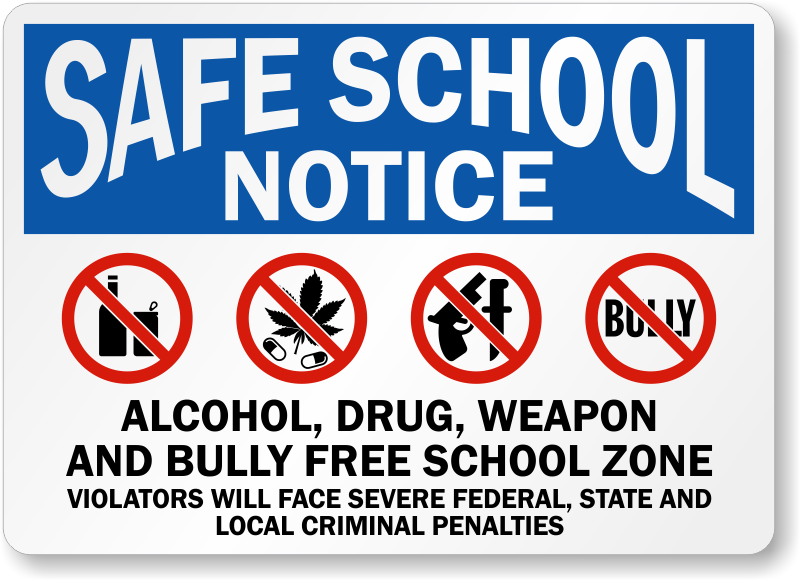 SAFE SCHOOL
NOTICE
BULLY
ALCOHOL, DRUG, WEAPON
AND BULLY FREE SCHOOL ZONE
VIOLATORS WILL FACE SEVERE FEDERAL, STATE AND
LOCAL CRIMINAL PENALTIES